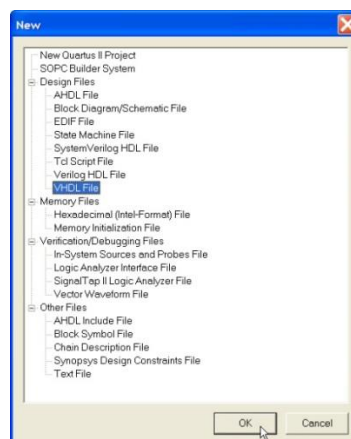 New
New Quartus II Project
SOPC Builder System
Design Files
AHDL File
Block Diagram/Schematic File
EDIF File
State Machine File
SystemVerilog HDL File
Tcl Script File
Verilog HDL File
VHDL File
Memory Files
Hexadecimal (Intel-Format) File
Memory Initialization File
Verification/Debugging Files
In-System Sources and Probes File
Logic Analyzer Interface File
SignalTap II Logic Analyzer File
Vector Waveform File
Other Files
AHDL Include File
Block Symbol File
Chain Description File
Synopsys Design Constraints File
Text File
OK Cancel